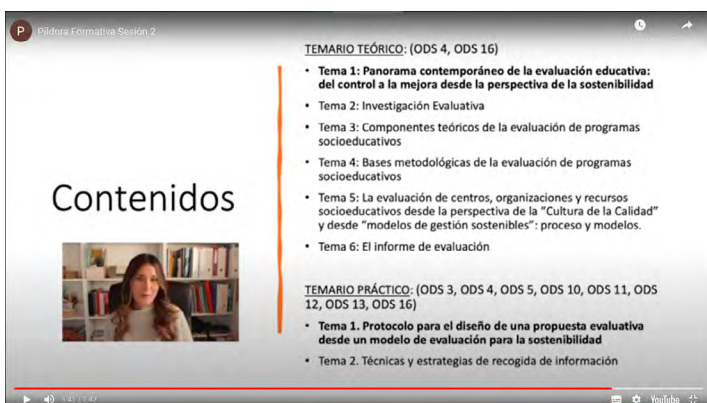 P
Píldora Formativa Sesión 2
TEMARIO TEÓRICO: (ODS 4, ODS 16)
• Tema 1: Panorama contemporáneo de la evaluación educativa:
del control a la mejora desde la perspectiva de la sostenibilidad
• Tema 2: Investigación Evaluativa
• Tema 3: Componentes teóricos de la evaluación de programas
socioeducativos
• Tema 4: Bases metodológicas de la evaluación de programas
socioeducativos
• Tema 5: La evaluación de centros, organizaciones y recursos
socioeducativos desde la perspectiva de la “Cultura de la Calidad”
y desde “modelos de gestión sostenibles”: proceso y modelos.
• Tema 6: El informe de evaluación
Contenidos
TEMARIO PRÁCTICO: (ODS 3, ODS 4, ODS 5, ODS 10, ODS 11, ODS
12, ODS 13, ODS 16)
• Tema 1. Protocolo para el diseño de una propuesta evaluativa
desde un modelo de evaluación para la sostenibilidad
• Tema 2. Técnicas y estrategias de recogida de información
YouTube